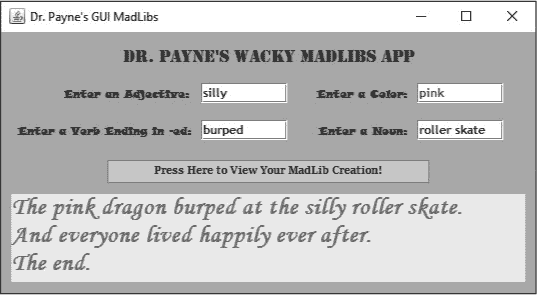 Dr. Payne's GUI MadLibs
DR. PAYNE'S WACKY MADLIBS APP
Enter an Adjective: silly Enter a Color: pink
Enter a Verb Ending in -ed: burped Enter a Noun: roller skate
Press Here to View Your MadLib Creation!
The pink dragon burped at the silly roller skate.
And everyone lived happily ever after.
The end.